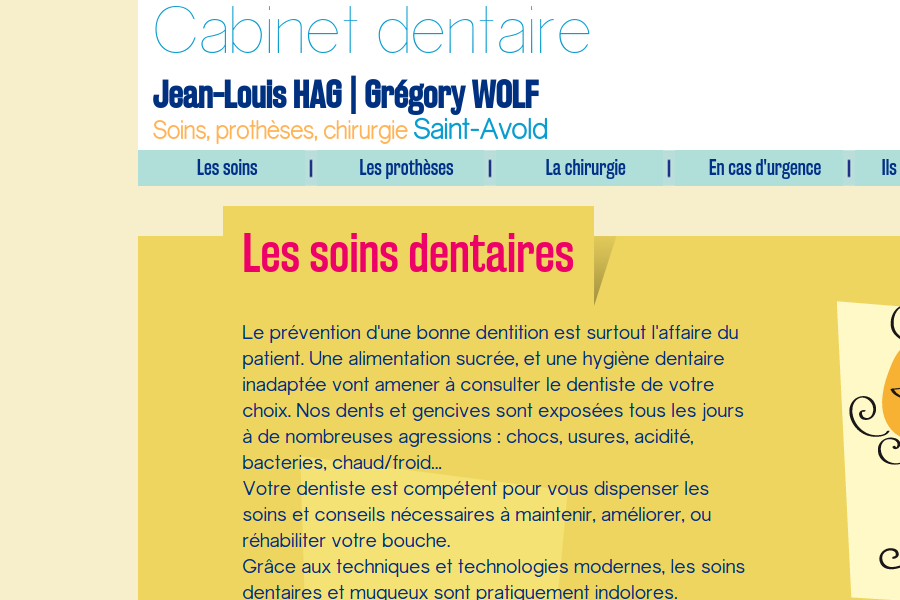 Cabinet dentaire
Jean-Louis HAG | Grégory WOLF
Soins, prothèses, chirurgie Saint-Avold
Les soins | Les prothèses | La chirurgie | En cas d'urgence | Ils
Les soins dentaires
Le prévention d'une bonne dentition est surtout l'affaire du
patient. Une alimentation sucrée, et une hygiène dentaire
inadaptée vont amener à consulter le dentiste de votre
choix. Nos dents et gencives sont exposées tous les jours
à de nombreuses agressions : chocs, usures, acidité,
bacteries, chaud/froid...
Votre dentiste est compétent pour vous dispenser les
soins et conseils nécessaires à maintenir, améliorer, ou
réhabiliter votre bouche.
Grâce aux techniques et technologies modernes, les soins
dentaires et muqueux sont pratiquement indolores.